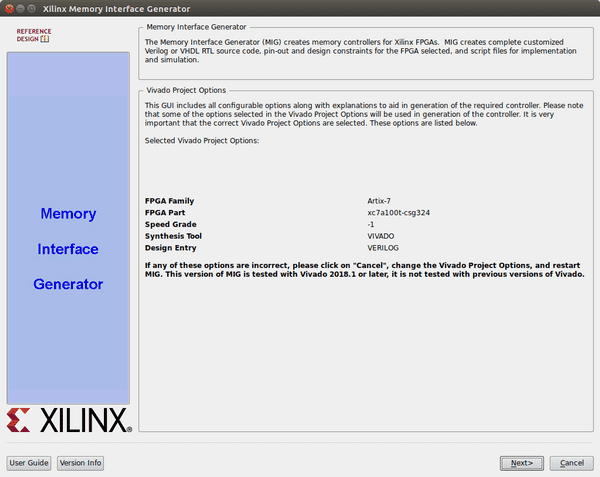 Xilinx Memory Interface Generator
REFERENCE
DESIGN
Memory
Interface
Generator
XILINX®
Memory Interface Generator
The Memory Interface Generator (MIG) creates memory controllers for Xilinx FPGAs. MIG creates complete customized
Verilog or VHDL RTL source code, pin-out and design constraints for the FPGA selected, and script files for implementation
and simulation.
Vivado Project Options
This GUI includes all configurable options along with explanations to aid in generation of the required controller. Please note
that some of the options selected in the Vivado Project Options will be used in generation of the controller. It is very
important that the correct Vivado Project Options are selected. These options are listed below.
Selected Vivado Project Options:
FPGA Family Artix-7
FPGA Part xc7a100t-csg324
Speed Grade -1
Synthesis Tool VIVADO
Design Entry VERILOG
If any of these options are incorrect, please click on "Cancel", change the Vivado Project Options, and restart
MIG. This version of MIG is tested with Vivado 2018.1 or later, it is not tested with previous versions of Vivado.
User Guide Version Info Next> Cancel